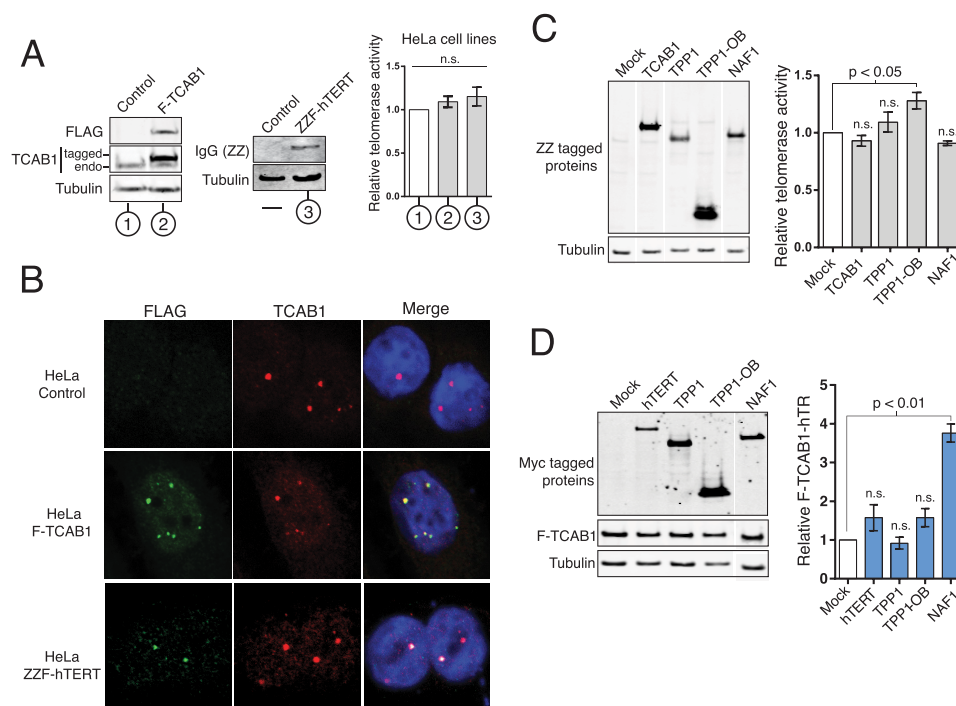 A
Control
F-TCAB1
FLAG
TCAB1
tagged
endo
Tubulin
1
2
Control
ZZF-hTERT
IgG (ZZ)
Tubulin
—
3
HeLa cell lines
n.s.
Relative telomerase activity
1.5
1.0
0.5
0.0
1
2
3
B
FLAG
TCAB1
Merge
HeLa
Control
HeLa
F-TCAB1
HeLa
ZZF-hTERT
C
Mock
TCAB1
TPP1
TPP1-OB
NAF1
ZZ tagged
proteins
Tubulin
Relative telomerase activity
1.5
1.0
0.5
0.0
p < 0.05
n.s.
n.s.
n.s.
Mock
TCAB1
TPP1
TPP1-OB
NAF1
D
Mock
hTERT
TPP1
TPP1-OB
NAF1
Myc tagged
proteins
F-TCAB1
Tubulin
Relative F-TCAB1-hTR
5
4
3
2
1
0
p < 0.01
n.s.
n.s.
n.s.
Mock
hTERT
TPP1
TPP1-OB
NAF1